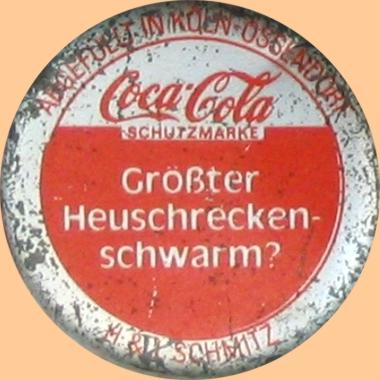 ABGEFÜLLT IN KÖLN-OSSENDORF
Coca-Cola
SCHUTZMARKE
Größter
Heuschrecken-
schwarm?
SCHMITZ